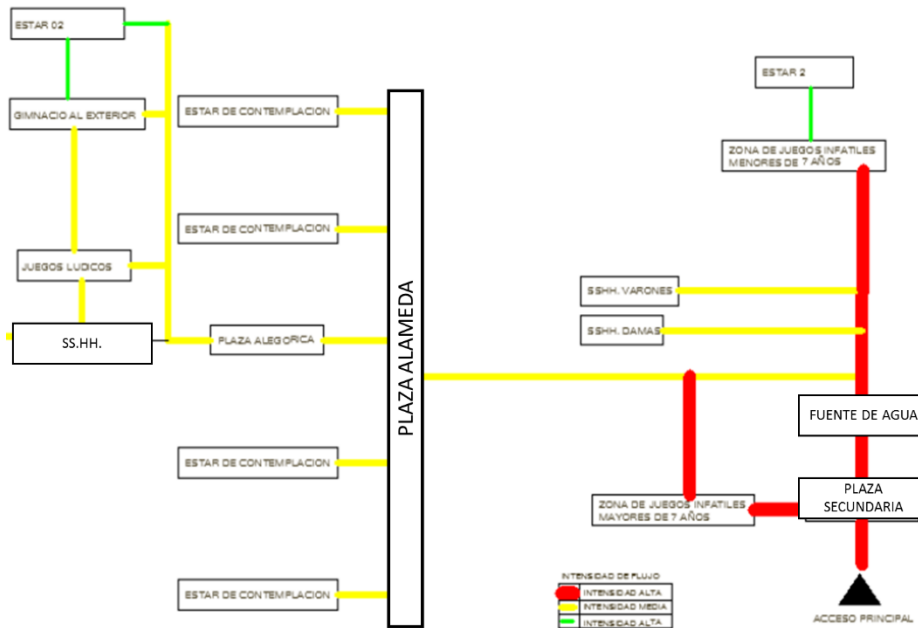 ESTAR 02
GIMNACIO AL EXTERIOR
JUEGOS LUDICOS
SS.HH.
ESTAR DE CONTEMPLACION
ESTAR DE CONTEMPLACION
PLAZA ALEGORICA
ESTAR DE CONTEMPLACION
ESTAR DE CONTEMPLACION
PLAZA ALAMEDA
ESTAR 2
ZONA DE JUEGOS INFATILES
MENORES DE 7 AÑOS
SSHH. VARONES
SSHH. DAMAS
FUENTE DE AGUA
PLAZA
SECUNDARIA
ZONA DE JUEGOS INFATILES
MAYORES DE 7 AÑOS
INTENSIDAD DE FLUJO
INTENSIDAD ALTA
INTENSIDAD MEDIA
INTENSIDAD ALTA
ACCESO PRINCIPAL